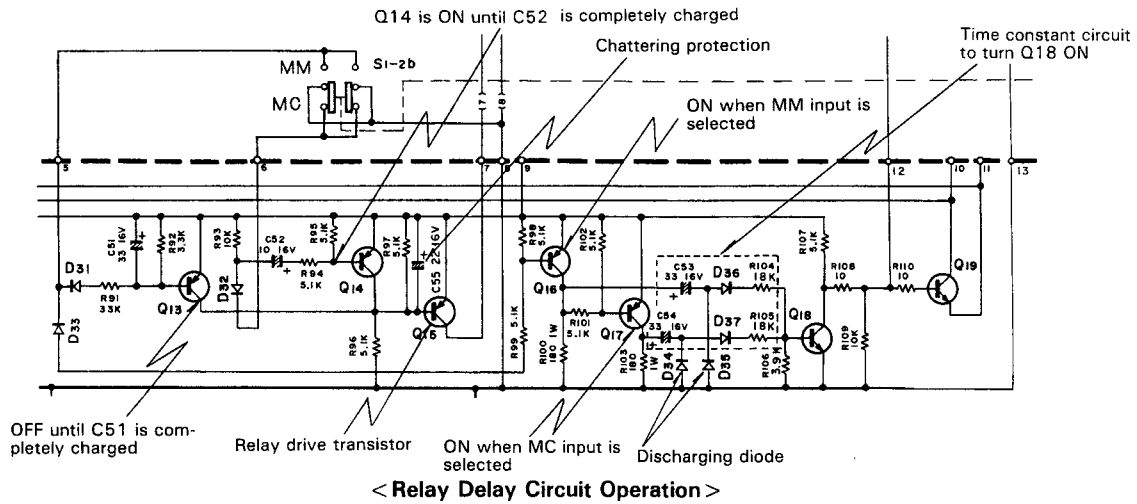 Q14 is ON until C52 is completely charged
Chattering protection
Time constant circuit
to turn Q18 ON
MM
S1-2b
MC
ON when MM input is
selected
7
8
5
6
7
8
9
12
10
11
13
C51
33 16V
+
R92
3.3K
R93
10K
C52
10 16V
+
R95
5.1K
R97
5.1K
C55 22 16V
+
R98
5.1K
R102
5.1K
R107
5.1K
D31
R91
33K
Q13
D32
R94
5.1K
Q14
Q15
Q16
C53
33 16V
+
D36
R104
18K
R108
10
R110
10
Q19
D33
R96
5.1K
R99 5.1K
R100
180 1W
R101
5.1K
Q17
R103
180
1W
C54
33 16V
+
D37
R105
18K
Q18
R106
3.9M
R109
10K
D34
D35
OFF until C51 is com-
pletely charged
Relay drive transistor
ON when MC input is
selected
Discharging diode
<Relay Delay Circuit Operation>